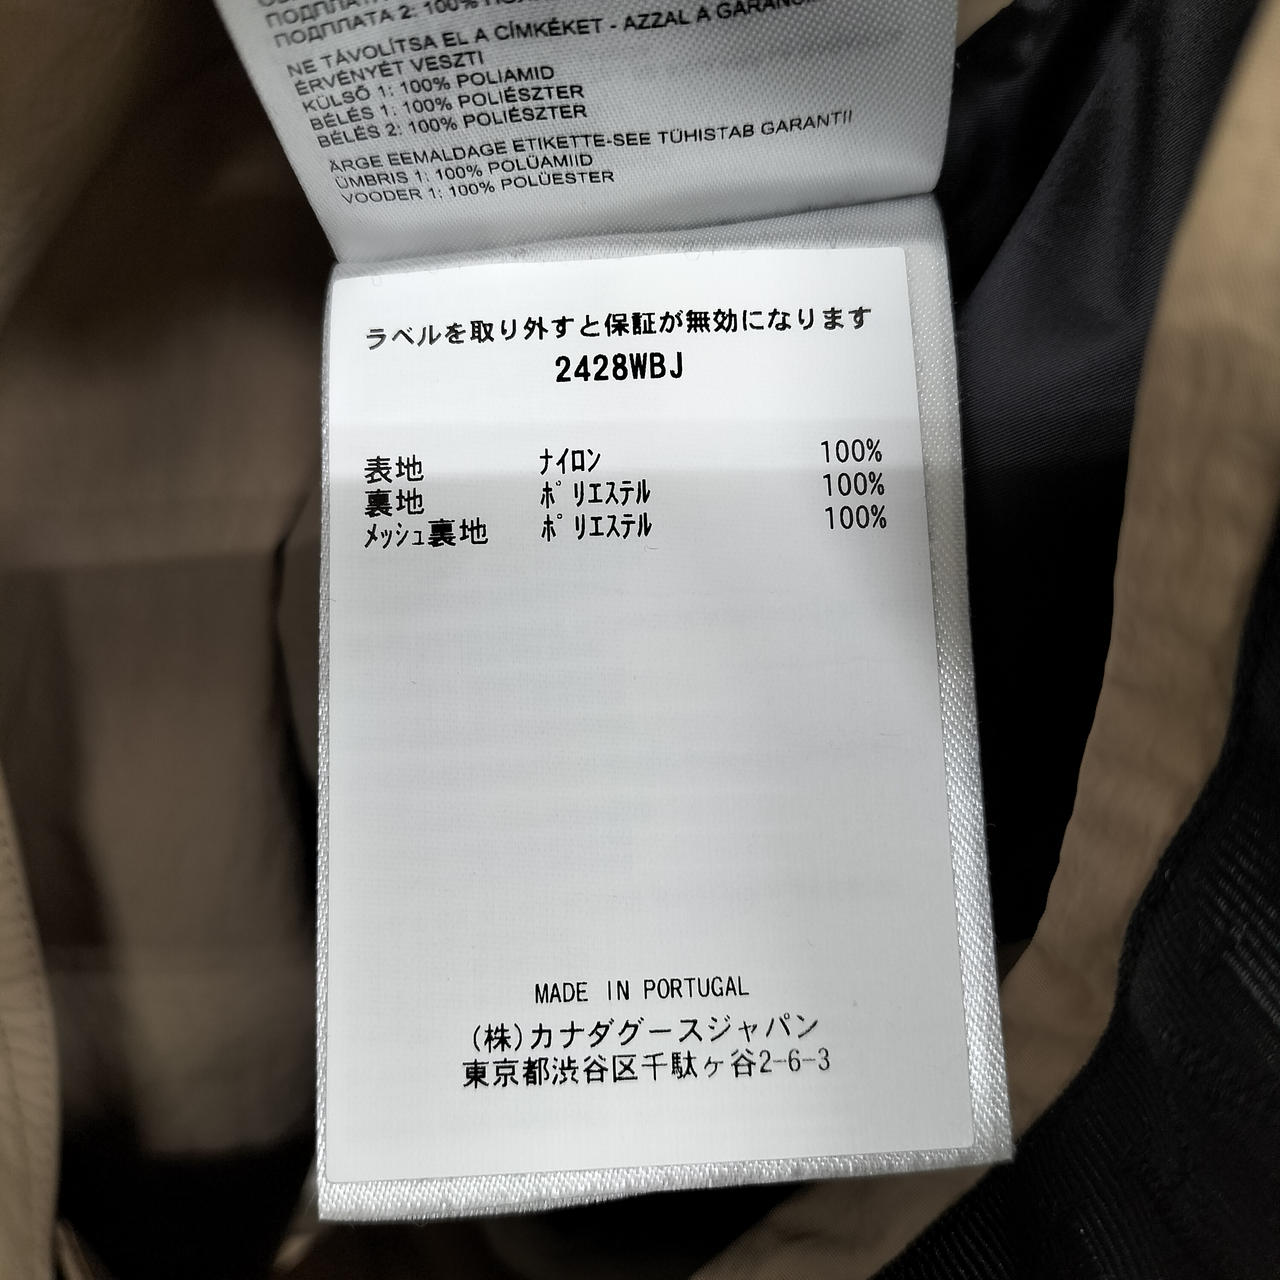 ПОДПЛАТА
ПОДПЛАТА 2: 100%
NE TÁVOLÍTSA EL A CÍMKÉKET - AZZAL A
ÉRVÉNYÉT VESZTI
KÜLSŐ 1: 100% POLIAMID
BÉLÉS 1: 100% POLIÉSZTER
BÉLÉS 2: 100% POLIÉSZTER
ÄRGE EEMALDAGE ETIKETTE-SEE TÜHISTAB GARANTII
ÜMBRIS 1: 100% POLÜAMIID
VOODER 1: 100% POLÜESTER
ラベルを取り外すと保証が無効になります
2428WBJ
表地 ナイロン 100%
裏地 ポリエステル 100%
メッシュ裏地 ポリエステル 100%
MADE IN PORTUGAL
(株)カナダグースジャパン
東京都渋谷区千駄ヶ谷2-6-3